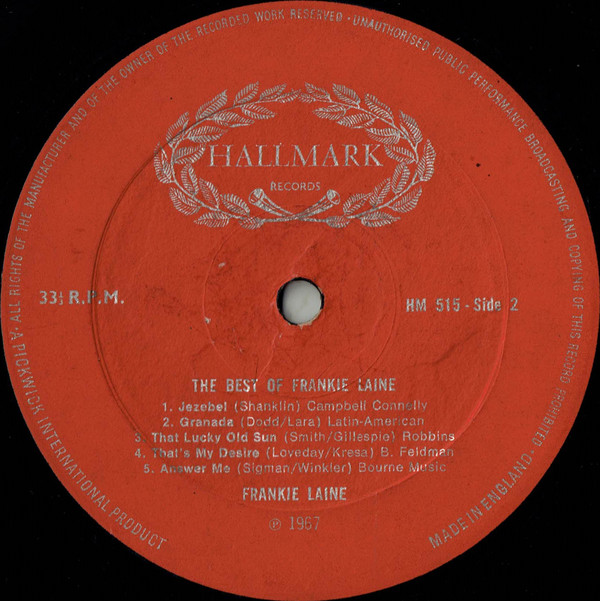 ALL RIGHTS OF THE MANUFACTURER AND OF THE OWNER OF THE RECORDED WORK RESERVED · UNAUTHORISED PUBLIC PERFORMANCE BROADCASTING AND COPYING OF THIS RECORD PROHIBITED ·
HALLMARK
RECORDS
33⅓ R.P.M.
HM 515 - Side 2
THE BEST OF FRANKIE LAINE
1. Jezebel (Shanklin) Campbell Connelly
2. Granada (Dodd/Lara) Latin-American
3. That Lucky Old Sun (Smith/Gillespie) Robbins
4. That's My Desire (Loveday/Kresa) B. Feldman
5. Answer Me (Sigman/Winkler) Bourne Music
FRANKIE LAINE
℗ 1967
A PICKWICK INTERNATIONAL PRODUCT
MADE IN ENGLAND ·